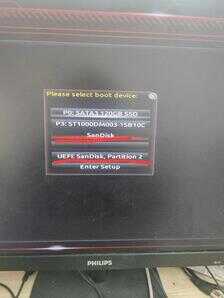 Please select boot device:
P0: SATA3 120GB SSD
P3: ST1000DM003-1SB10C
SanDisk
UEFI: SanDisk, Partition 2
Enter Setup
PHILIPS